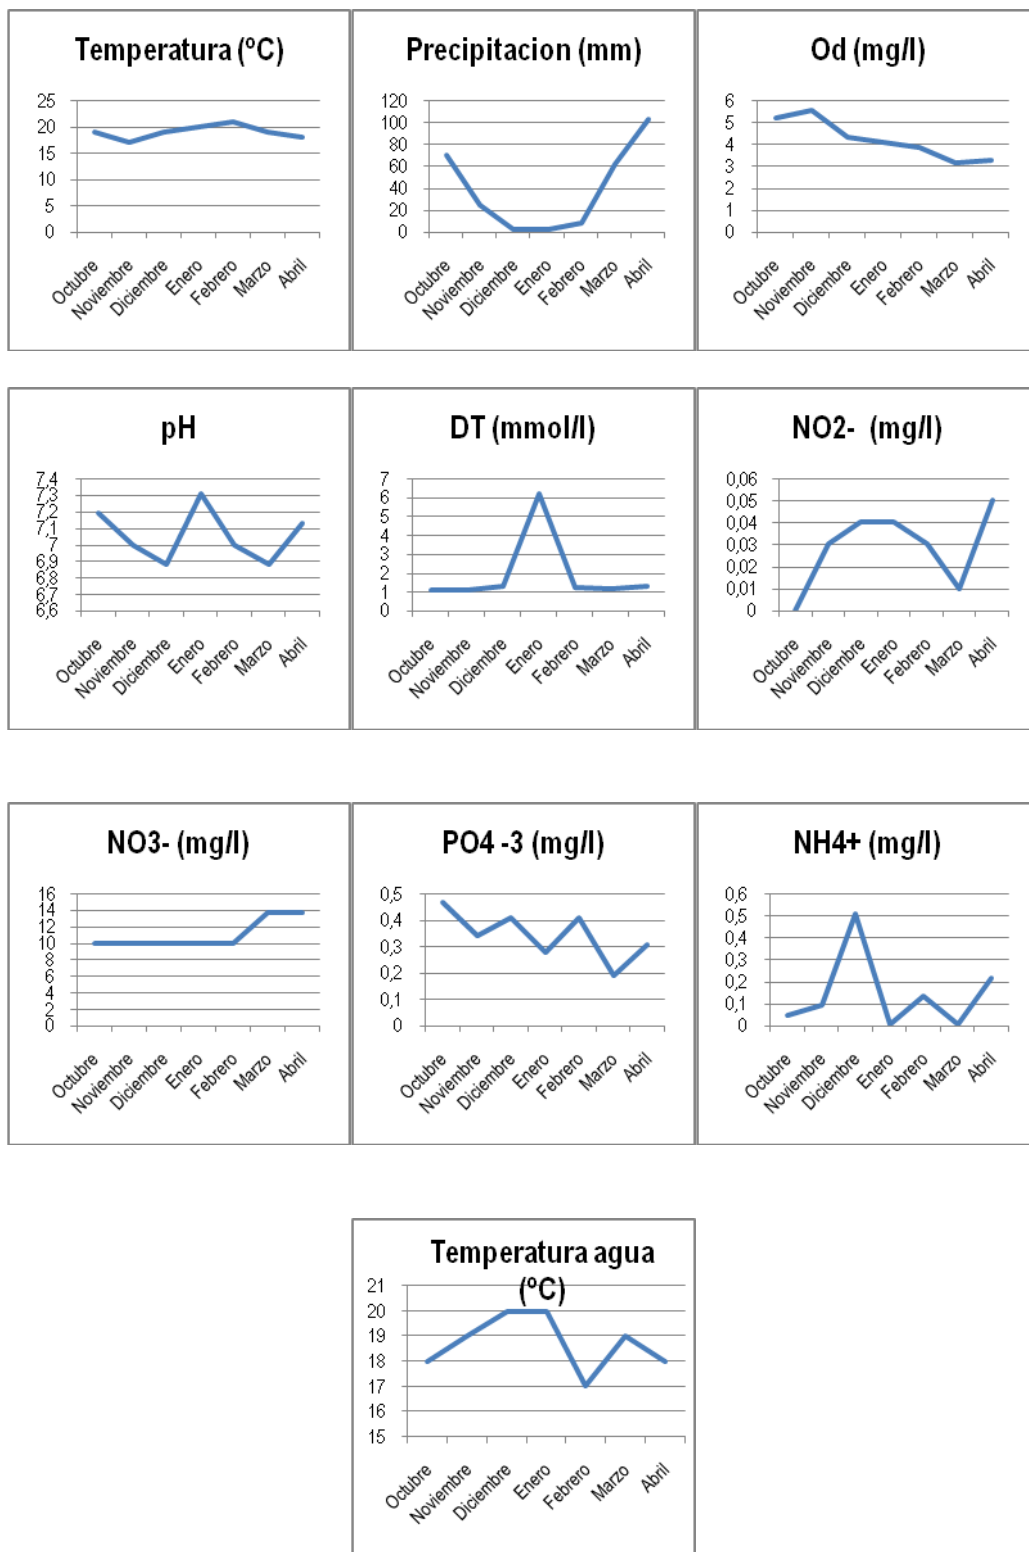 Temperatura (ºC)
25
20
15
10
5
0
Octubre
Noviembre
Diciembre
Enero
Febrero
Marzo
Abril
Precipitacion (mm)
120
100
80
60
40
20
0
Octubre
Noviembre
Diciembre
Enero
Febrero
Marzo
Abril
Od (mg/l)
6
5
4
3
2
1
0
Octubre
Noviembre
Diciembre
Enero
Febrero
Marzo
Abril
pH
7,4
7,3
7,2
7,1
7
6,9
6,8
6,7
6,6
Octubre
Noviembre
Diciembre
Enero
Febrero
Marzo
Abril
DT (mmol/l)
7
6
5
4
3
2
1
0
Octubre
Noviembre
Diciembre
Enero
Febrero
Marzo
Abril
NO2- (mg/l)
0,06
0,05
0,04
0,03
0,02
0,01
0
Octubre
Noviembre
Diciembre
Enero
Febrero
Marzo
Abril
NO3- (mg/l)
16
14
12
10
8
6
4
2
0
Octubre
Noviembre
Diciembre
Enero
Febrero
Marzo
Abril
PO4 -3 (mg/l)
0,5
0,4
0,3
0,2
0,1
0
Octubre
Noviembre
Diciembre
Enero
Febrero
Marzo
Abril
NH4+ (mg/l)
0,6
0,5
0,4
0,3
0,2
0,1
0
Octubre
Noviembre
Diciembre
Enero
Febrero
Marzo
Abril
Temperatura agua
(ºC)
21
20
19
18
17
16
15
Octubre
Noviembre
Diciembre
Enero
Febrero
Marzo
Abril